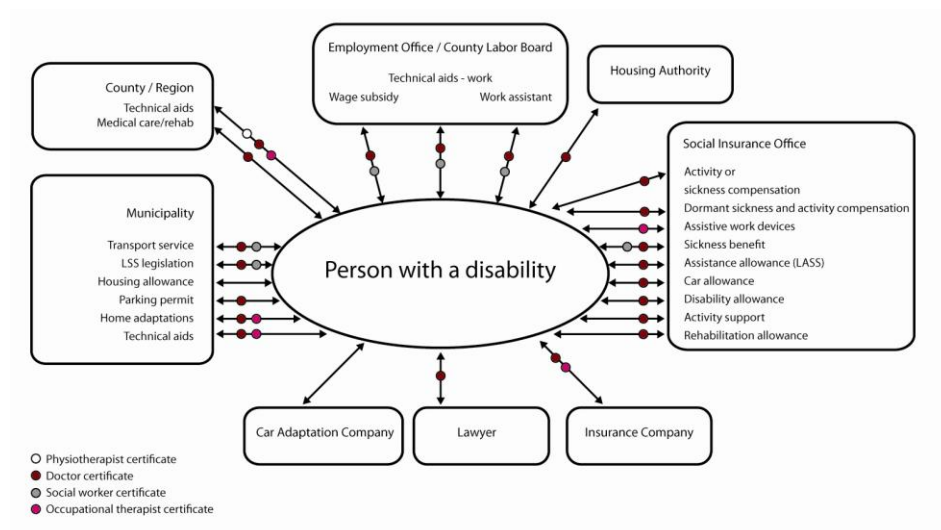 Employment Office / County Labor Board
Technical aids - work
Wage subsidy
Work assistant
Housing Authority
County / Region
Technical aids
Medical care/rehab
Social Insurance Office
Activity or
sickness compensation
Dormant sickness and activity compensation
Assistive work devices
Sickness benefit
Assistance allowance (LASS)
Car allowance
Disability allowance
Activity support
Rehabilitation allowance
Municipality
Transport service
LSS legislation
Housing allowance
Parking permit
Home adaptations
Technical aids
Person with a disability
Car Adaptation Company
Lawyer
Insurance Company
Physiotherapist certificate
Doctor certificate
Social worker certificate
Occupational therapist certificate